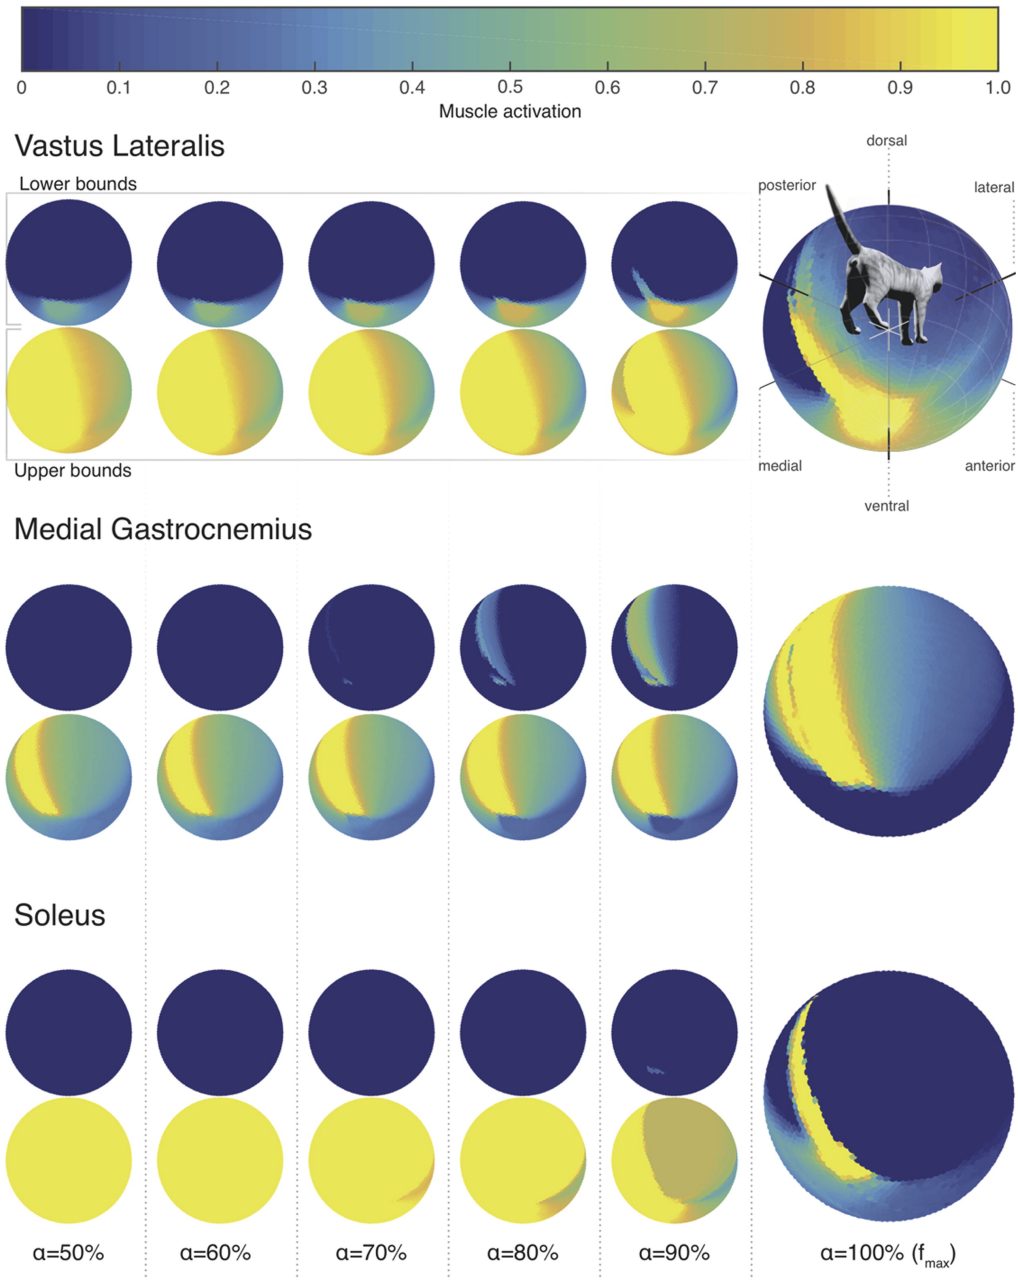 0 0.1 0.2 0.3 0.4 0.5 0.6 0.7 0.8 0.9 1.0
Muscle activation
Vastus Lateralis
Lower bounds
Upper bounds
dorsal
posterior
lateral
medial
anterior
ventral
Medial Gastrocnemius
Soleus
α=50% α=60% α=70% α=80% α=90% α=100% (fmax)